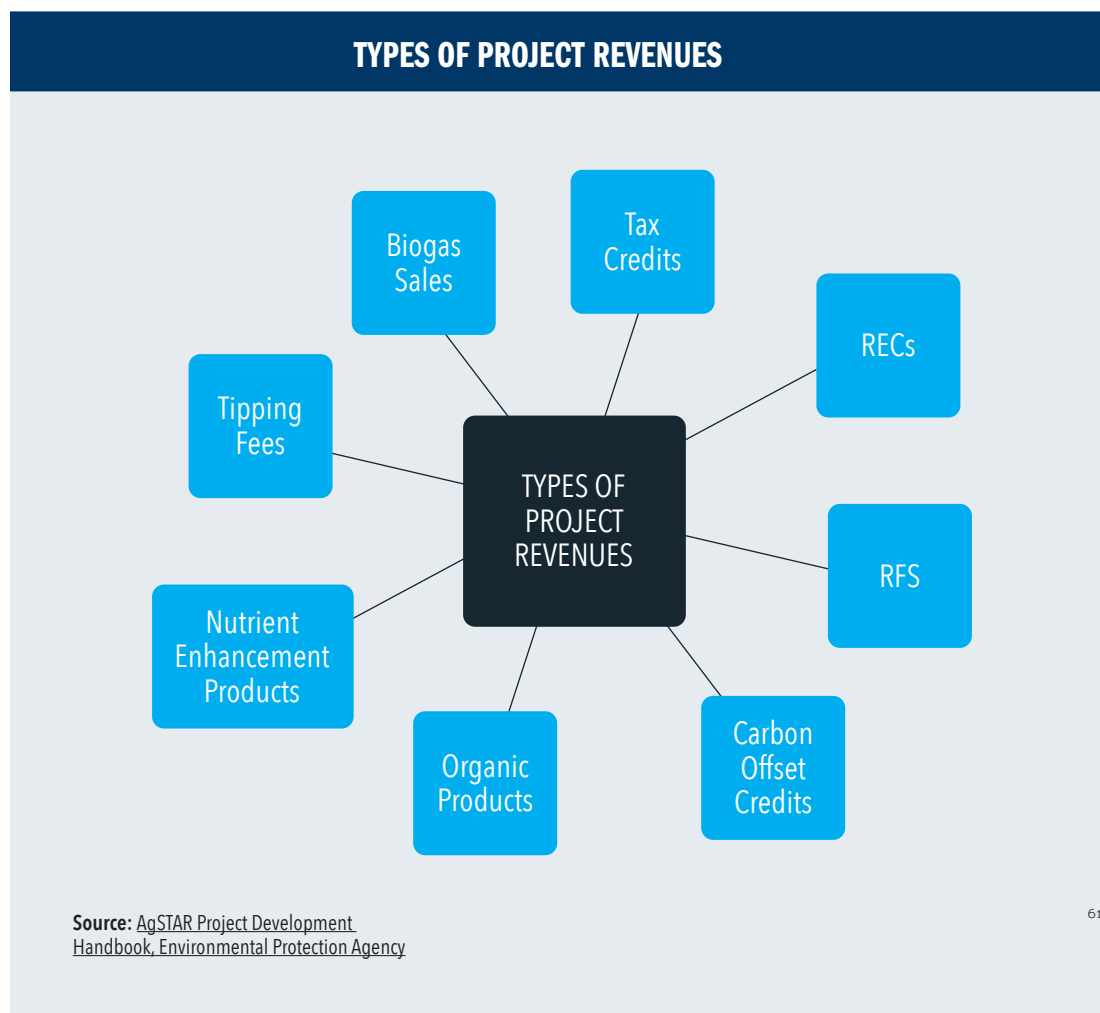 TYPES OF PROJECT REVENUES
Biogas
Sales
Tax
Credits
RECs
Tipping
Fees
TYPES OF
PROJECT
REVENUES
RFS
Nutrient
Enhancement
Products
Organic
Products
Carbon
Offset
Credits
Source: AgSTAR Project Development
Handbook, Environmental Protection Agency
61